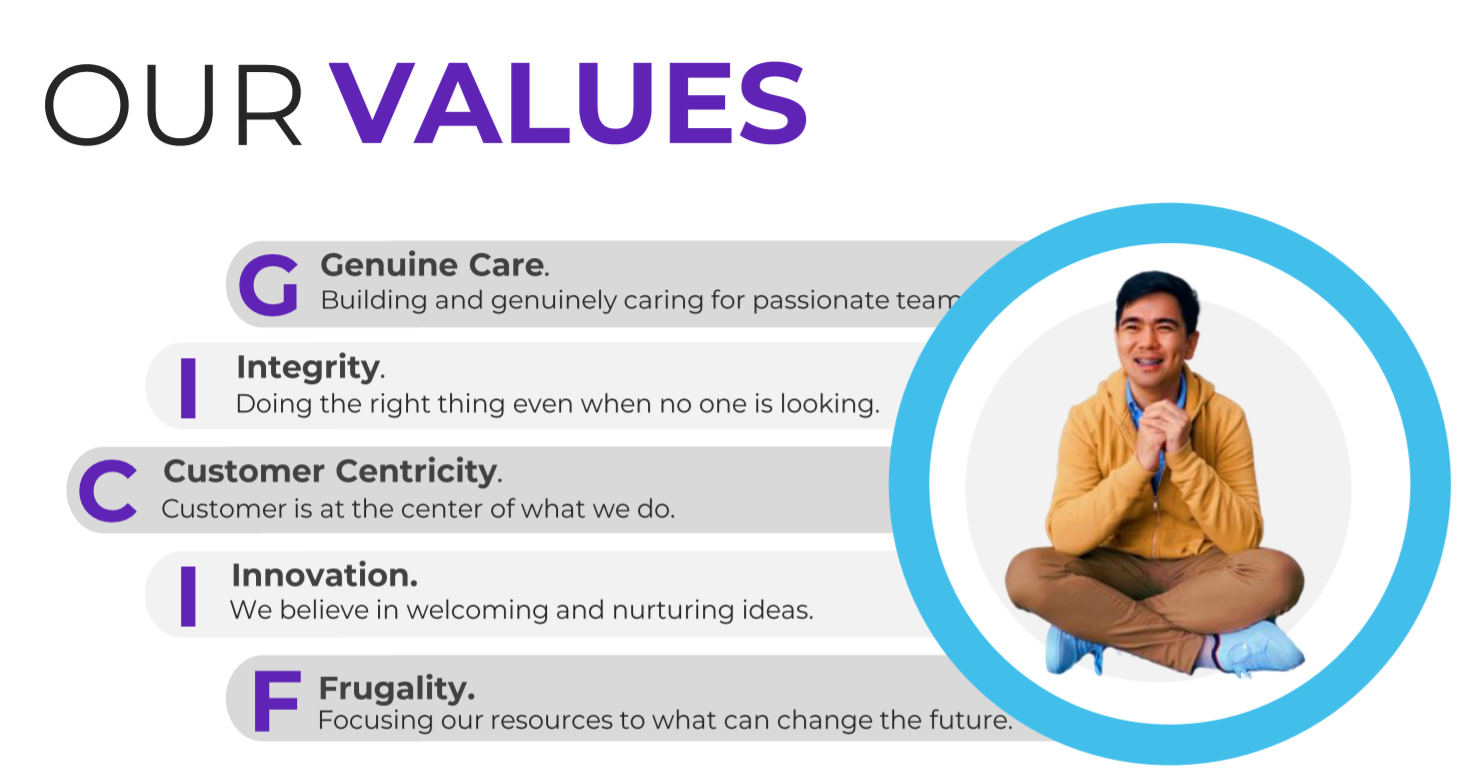 OUR VALUES
G
Genuine Care.
Building and genuinely caring for passionate team
I
Integrity.
Doing the right thing even when no one is looking.
C
Customer Centricity.
Customer is at the center of what we do.
I
Innovation.
We believe in welcoming and nurturing ideas.
F
Frugality.
Focusing our resources to what can change the future.